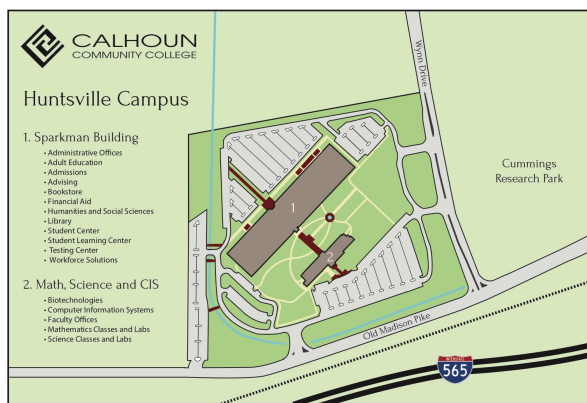 CALHOUN
COMMUNITY COLLEGE
Huntsville Campus
1. Sparkman Building
• Administrative Offices
• Adult Education
• Admissions
• Advising
• Bookstore
• Financial Aid
• Humanities and Social Sciences
• Library
• Student Center
• Student Learning Center
• Testing Center
• Workforce Solutions
2. Math, Science and CIS
• Biotechnologies
• Computer Information Systems
• Faculty Offices
• Mathematics Classes and Labs
• Science Classes and Labs
Wynn Drive
Cummings
Research Park
1
2
Old Madison Pike
565